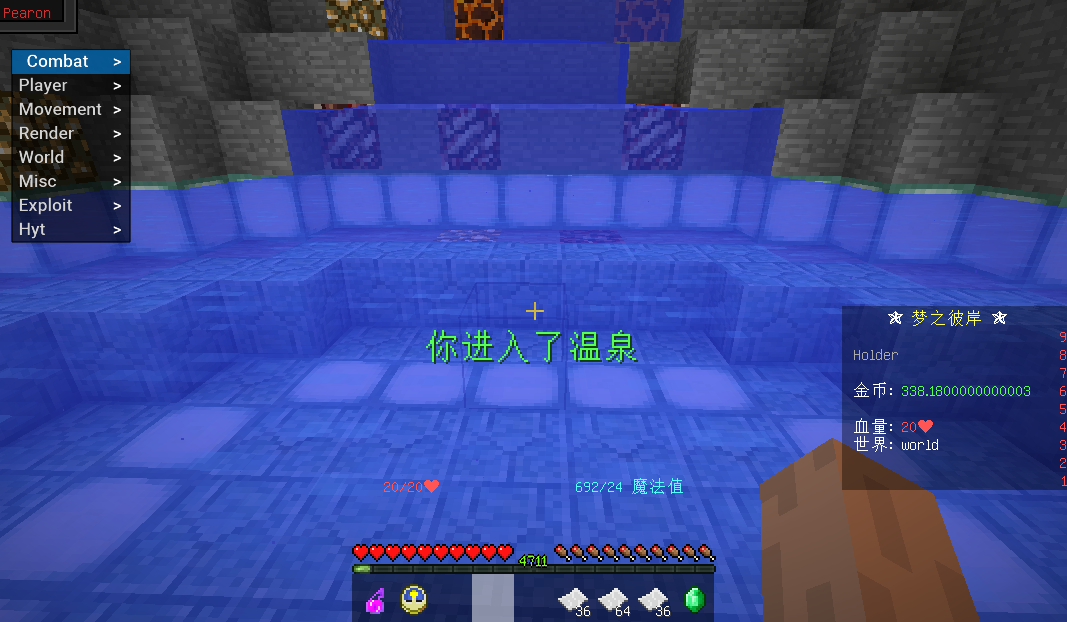 Pearon
Combat >
Player >
Movement >
Render >
World >
Misc >
Exploit >
Hyt >
你进入了温泉
梦之彼岸
Holder
金币: 338.1800000000003
血量: 20❤
世界: world
9
8
7
6
5
4
3
2
1
20/20❤
692/24 魔法值
4711
36
64
36